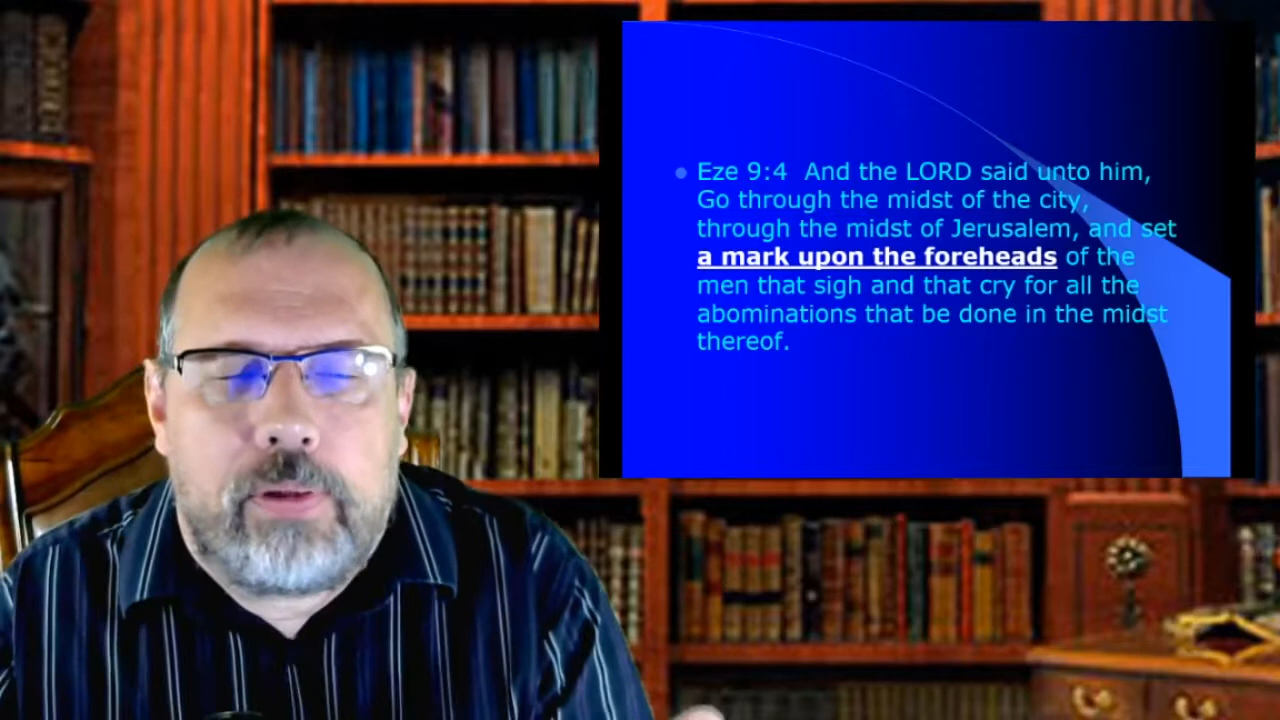 Eze 9:4 And the LORD said unto him,
Go through the midst of the city,
through the midst of Jerusalem, and set
a mark upon the foreheads of the
men that sigh and that cry for all the
abominations that be done in the midst
thereof.